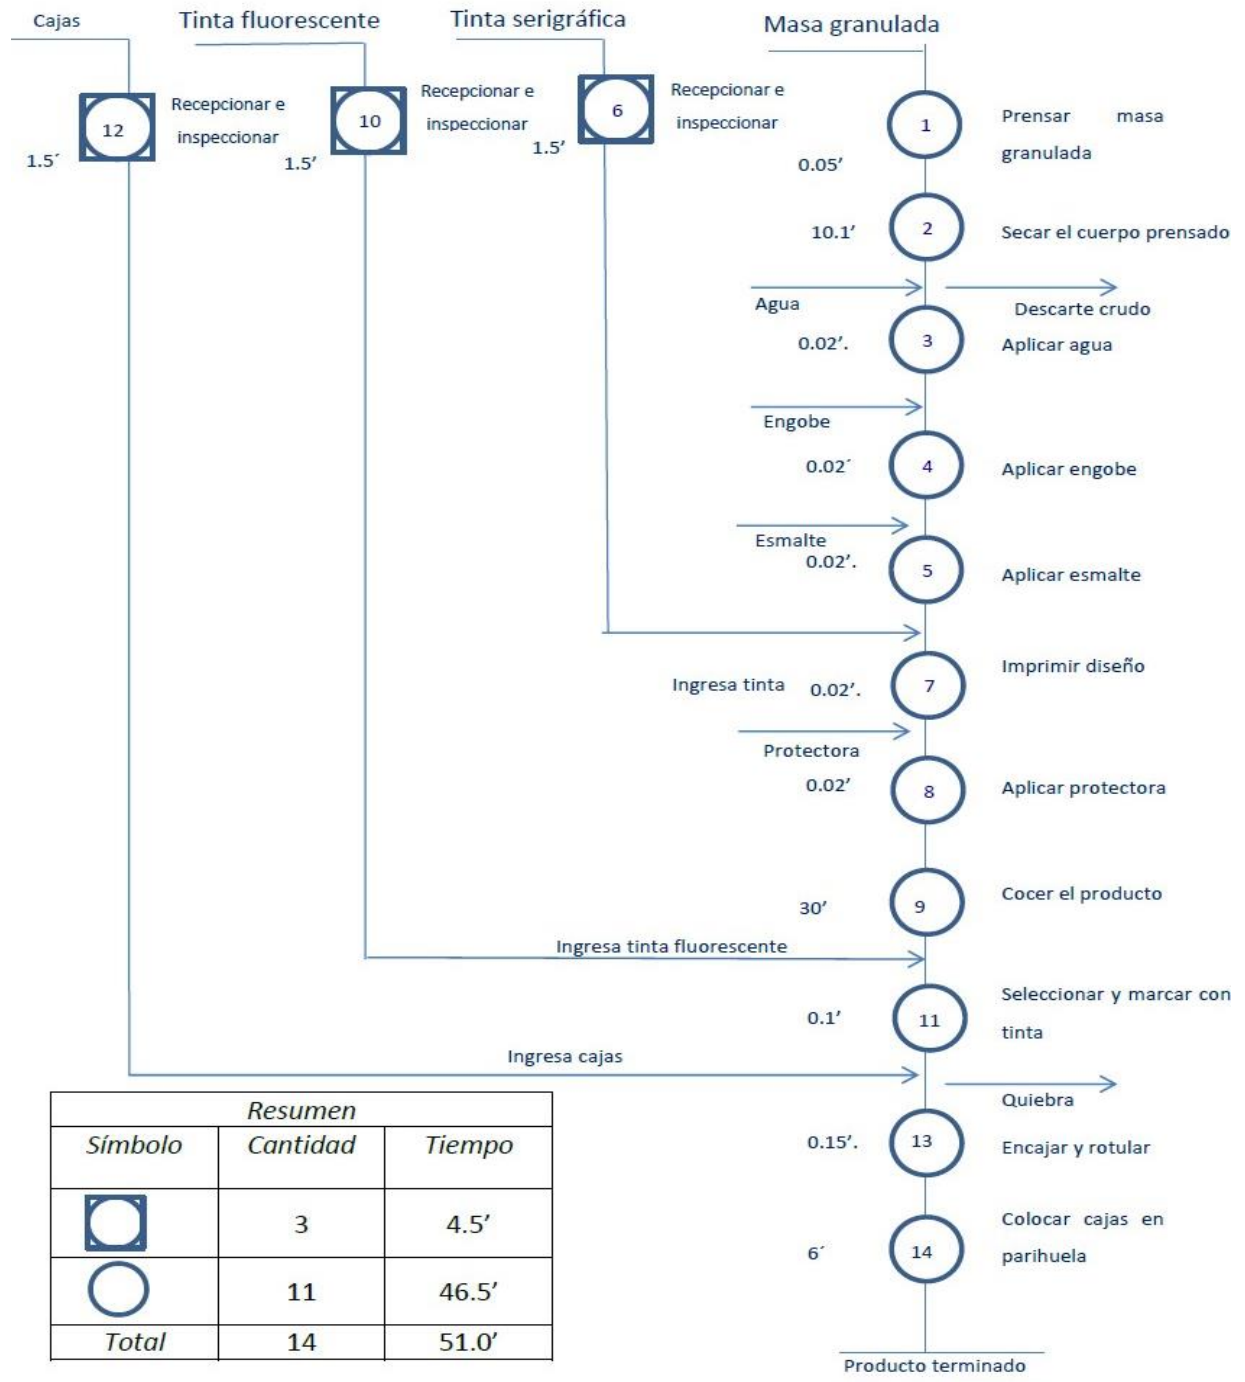 Cajas
Tinta fluorescente
Tinta serigráfica
Masa granulada
12
Recepcionar e
inspeccionar
1.5´
10
Recepcionar e
inspeccionar
1.5’
6
Recepcionar e
inspeccionar
1.5’
1
Prensar masa
granulada
0.05’
2
10.1’
Secar el cuerpo prensado
Agua
Descarte crudo
0.02’.
3
Aplicar agua
Engobe
0.02´
4
Aplicar engobe
Esmalte
0.02’.
5
Aplicar esmalte
Imprimir diseño
Ingresa tinta
0.02’.
7
Protectora
0.02’
8
Aplicar protectora
30’
9
Cocer el producto
Ingresa tinta fluorescente
0.1’
11
Seleccionar y marcar con
tinta
Ingresa cajas
Quiebra
0.15’.
13
Encajar y rotular
6´
14
Colocar cajas en
parihuela
Producto terminado
Resumen
Símbolo Cantidad Tiempo
3 4.5’
11 46.5’
Total 14 51.0’